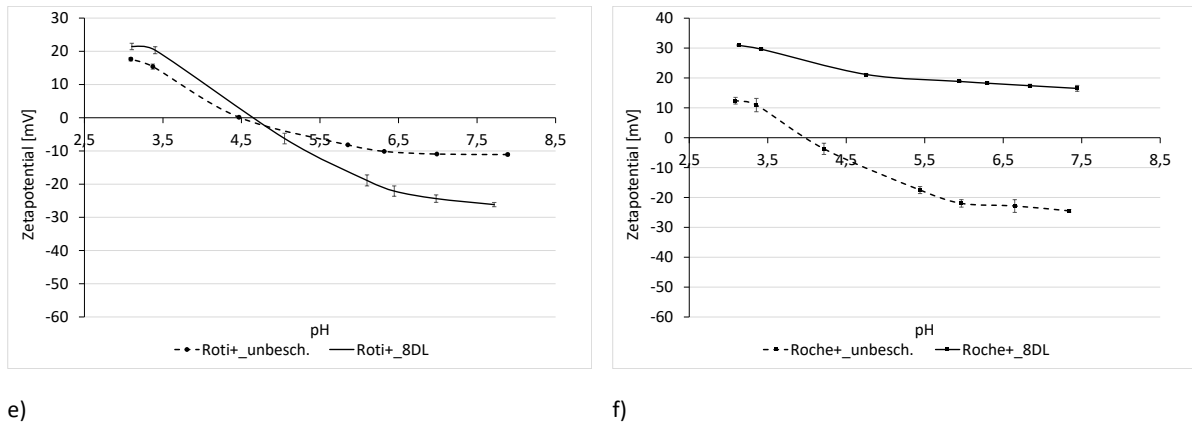 30
20
10
0
-10
-20
-30
-40
-50
-60
2,5 3,5 4,5 5,5 6,5 7,5 8,5
Zetapotential [mV]
pH
Roti+_unbesch. Roti+_8DL
e)
40
30
20
10
0
-10
-20
-30
-40
-50
-60
2,5 3,5 4,5 5,5 6,5 7,5 8,5
Zetapotential [mV]
pH
Roche+_unbesch. Roche+_8DL
f)